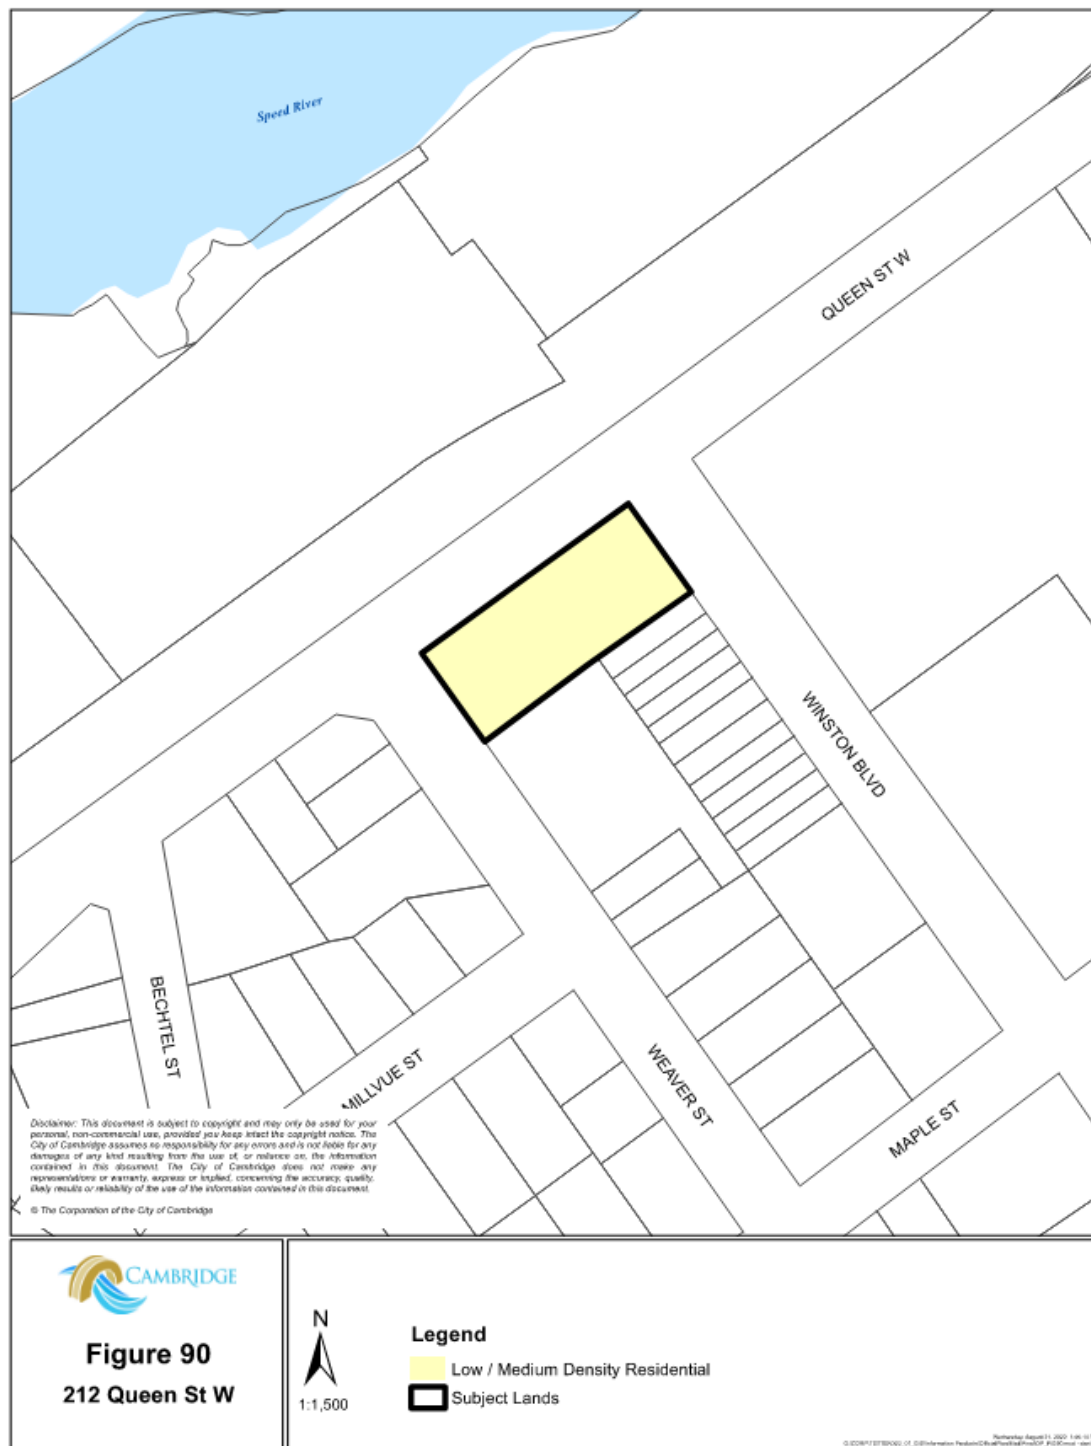 Speed River
QUEEN ST W
WINSTON BLVD
BECHTEL ST
MILLVUE ST
WEAVER ST
MAPLE ST
Disclaimer: This document is subject to copyright and may only be used for your
personal, non-commercial use, provided you keep intact the copyright notice. The
City of Cambridge assumes no responsibility for any errors and is not liable for any
damages of any kind resulting from the use of, or reliance on, the information
contained in this document. The City of Cambridge does not make any
representations or warranty, express or implied, concerning the accuracy, quality,
likely results or reliability of the use of the information contained in this document.
© The Corporation of the City of Cambridge
CAMBRIDGE
Figure 90
212 Queen St W
N
1:1,500
Legend
Low / Medium Density Residential
Subject Lands